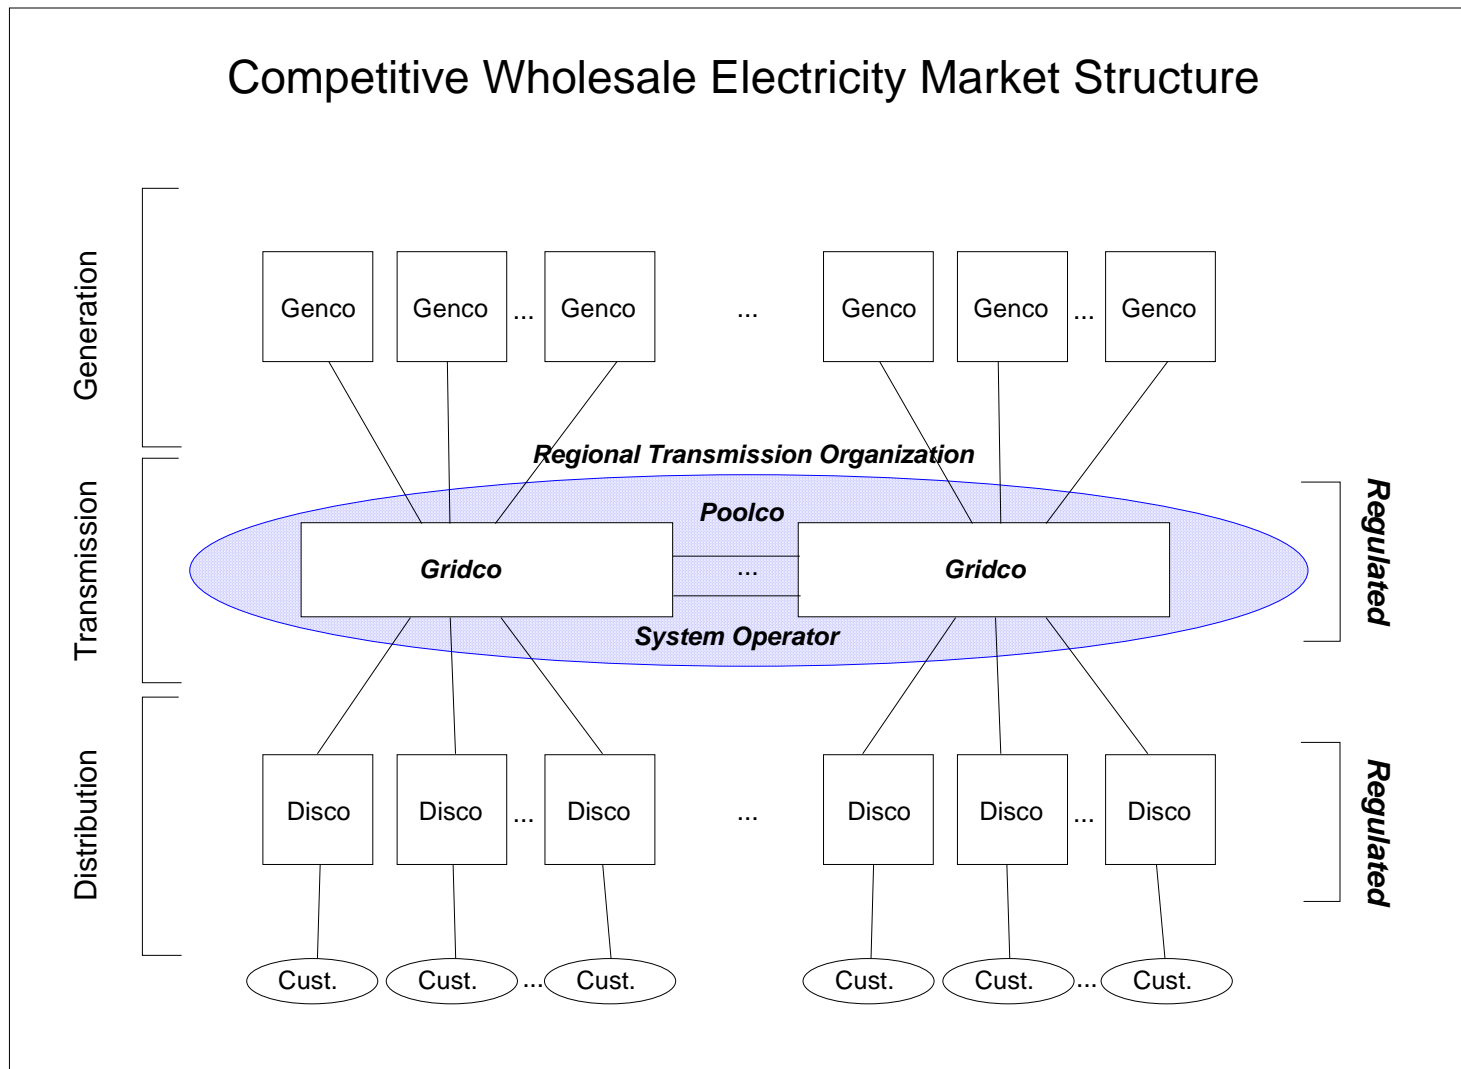 Competitive Wholesale Electricity Market Structure
Generation
Genco Genco ... Genco ... Genco Genco ... Genco
Regional Transmission Organization
Transmission
Poolco
Gridco ... Gridco
System Operator
Regulated
Distribution
Disco Disco ... Disco ... Disco Disco ... Disco
Regulated
Cust. Cust. ... Cust. Cust. Cust. ... Cust.